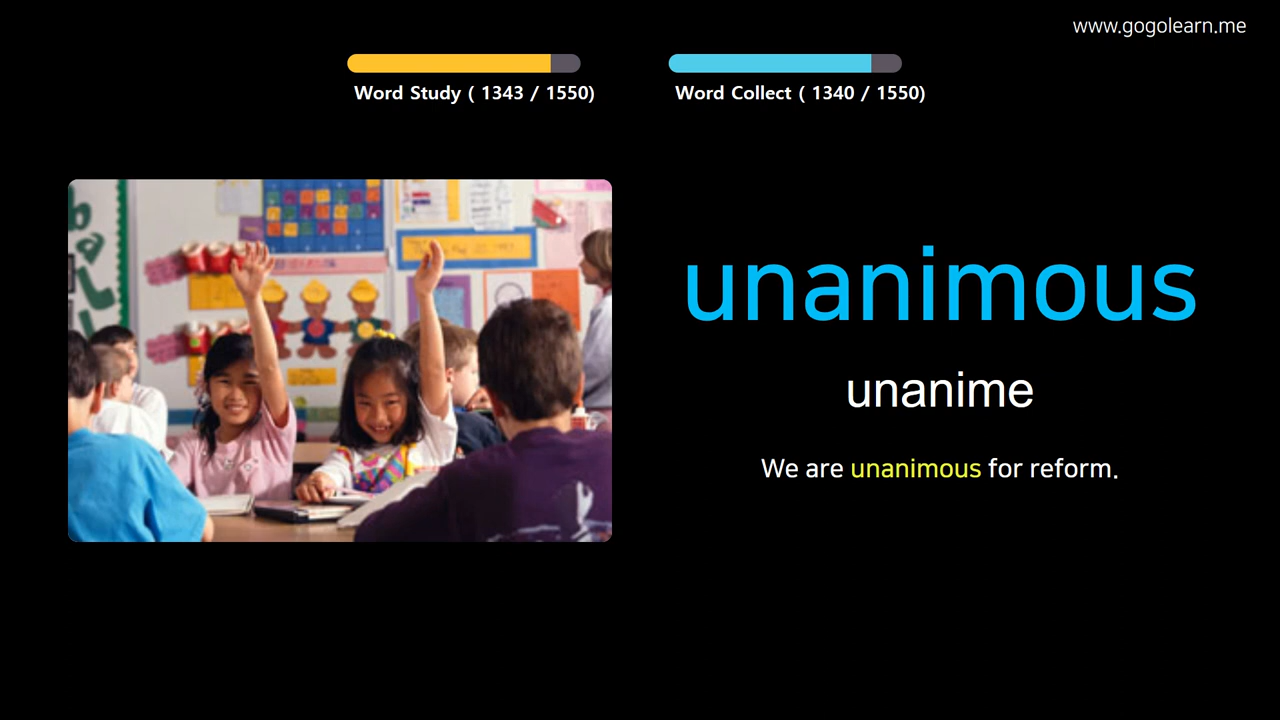 www.gogolearn.me
Word Study ( 1343 / 1550)
Word Collect ( 1340 / 1550)
unanimous
unanime
We are unanimous for reform.